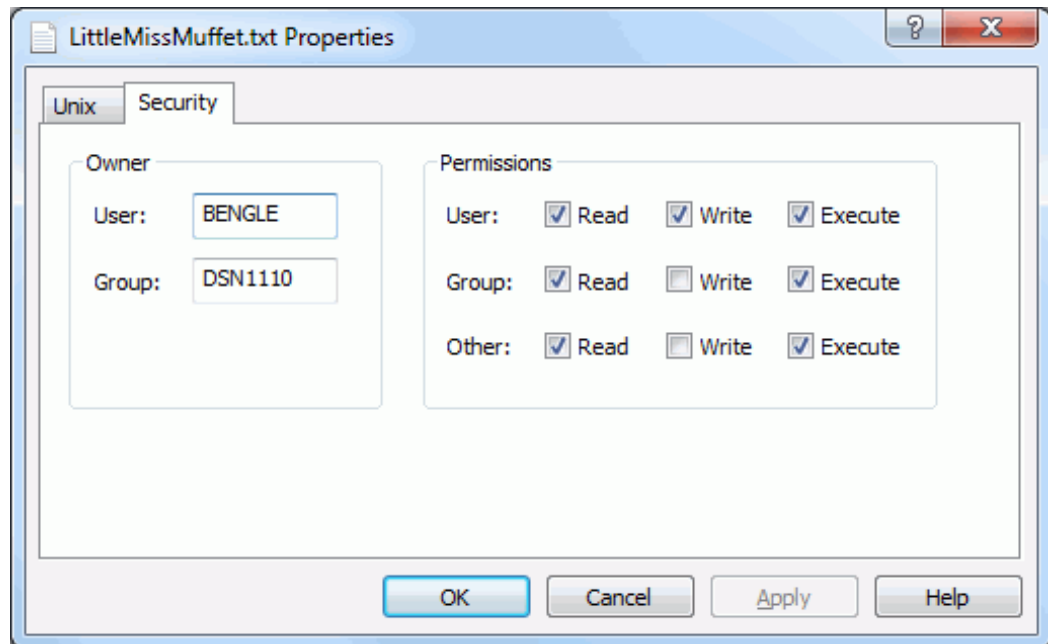 LittleMissMuffet.txt Properties
Unix Security
Owner
User: BENGLE
Group: DSN1110
Permissions
User: Read Write Execute
Group: Read Write Execute
Other: Read Write Execute
OK Cancel Apply Help